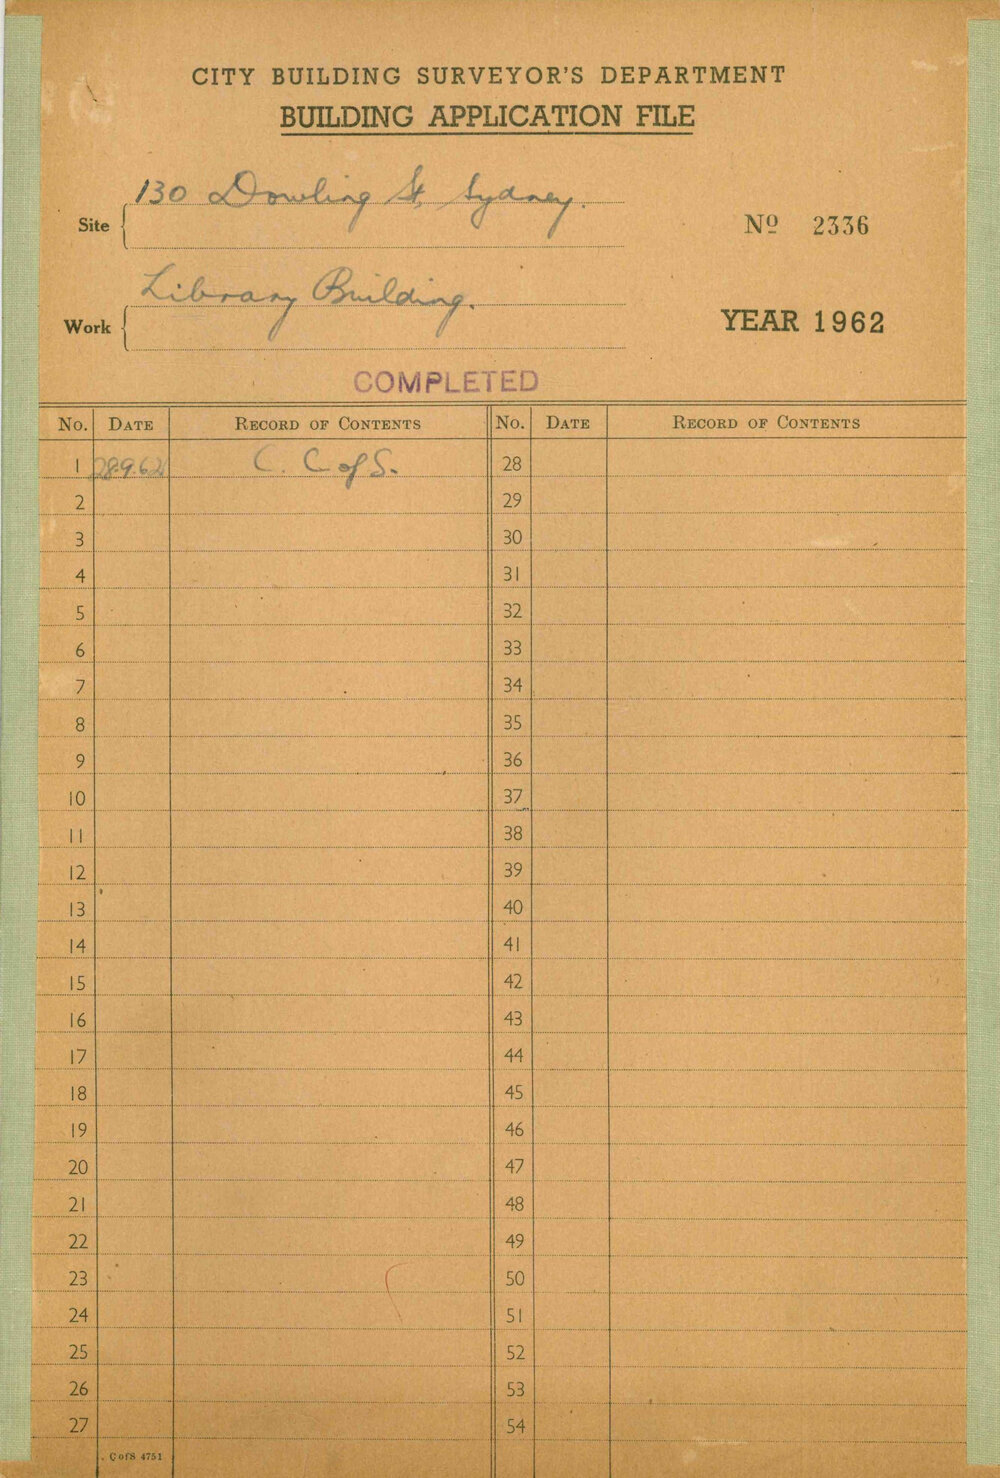 CITY BUILDING SURVEYOR'S DEPARTMENT
BUILDING APPLICATION FILE
130 Dowling St, Sydney.
Site
Nº 2336
Library Building.
Work
YEAR 1962
COMPLETED
No. DATE RECORD OF CONTENTS No. DATE RECORD OF CONTENTS
1 28.9.62 C. C of S. 28
2 29
3 30
4 31
5 32
6 33
7 34
8 35
9 36
10 37
11 38
12 39
13 40
14 41
15 42
16 43
17 44
18 45
19 46
20 47
21 48
22 49
23 50
24 51
25 52
26 53
27 54
C of S 4751